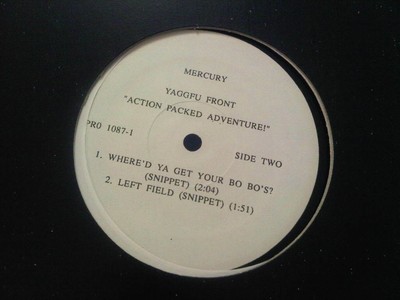 MERCURY
YAGGFU FRONT
"ACTION PACKED ADVENTURE!"
PRO 1087-1
SIDE TWO
1. WHERE'D YA GET YOUR BO BO'S?
(SNIPPET) (2:04)
2. LEFT FIELD (SNIPPET) (1:51)